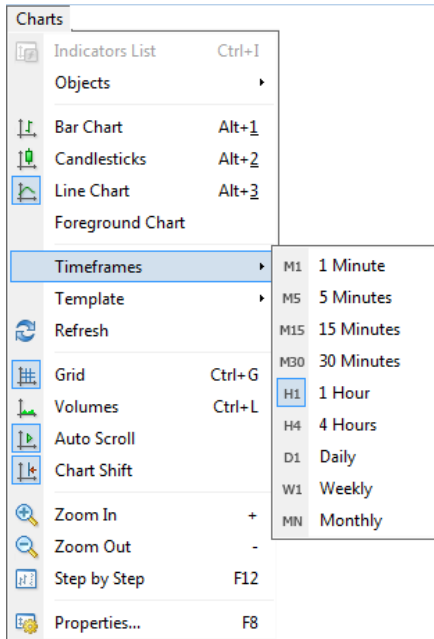 Charts
Indicators List Ctrl+I
Objects
Bar Chart Alt+1
Candlesticks Alt+2
Line Chart Alt+3
Foreground Chart
Timeframes
Template
Refresh
Grid Ctrl+G
Volumes Ctrl+L
Auto Scroll
Chart Shift
Zoom In +
Zoom Out -
Step by Step F12
Properties... F8
M1 1 Minute
M5 5 Minutes
M15 15 Minutes
M30 30 Minutes
H1 1 Hour
H4 4 Hours
D1 Daily
W1 Weekly
MN Monthly